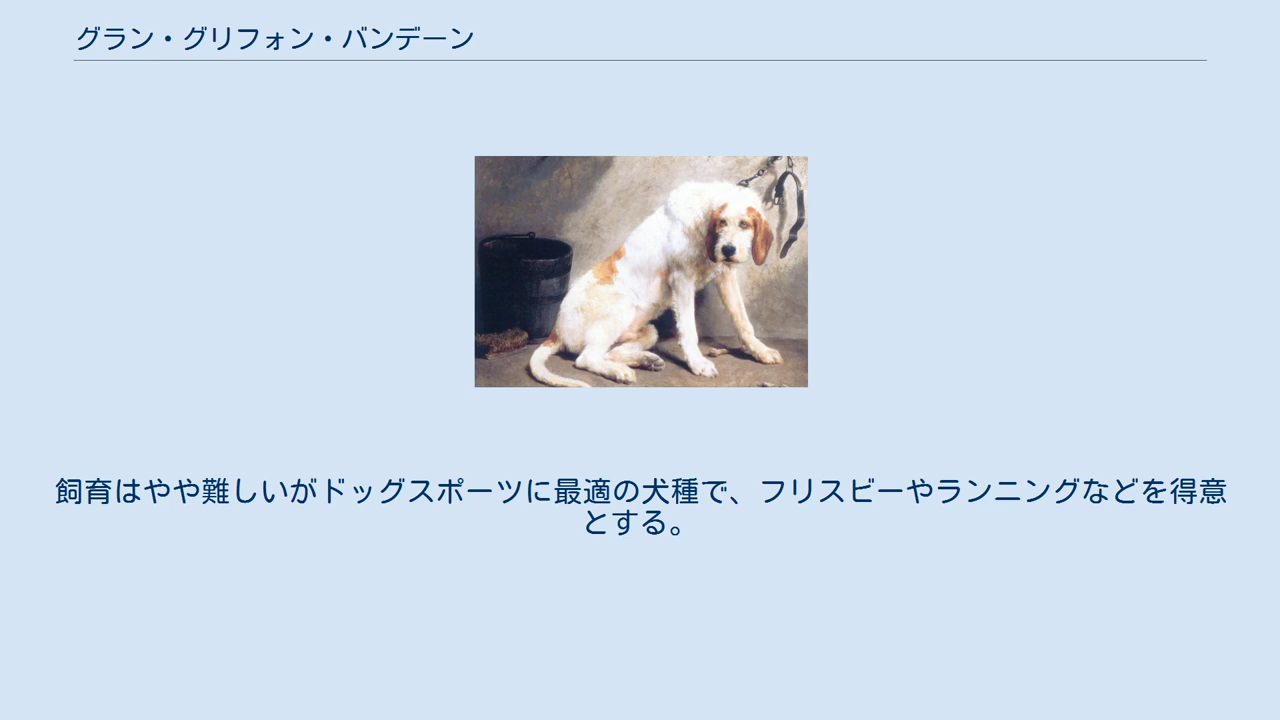 グラン・グリフォン・バンデーン
飼育はやや難しいがドッグスポーツに最適の犬種で、フリスビーやランニングなどを得意
とする。